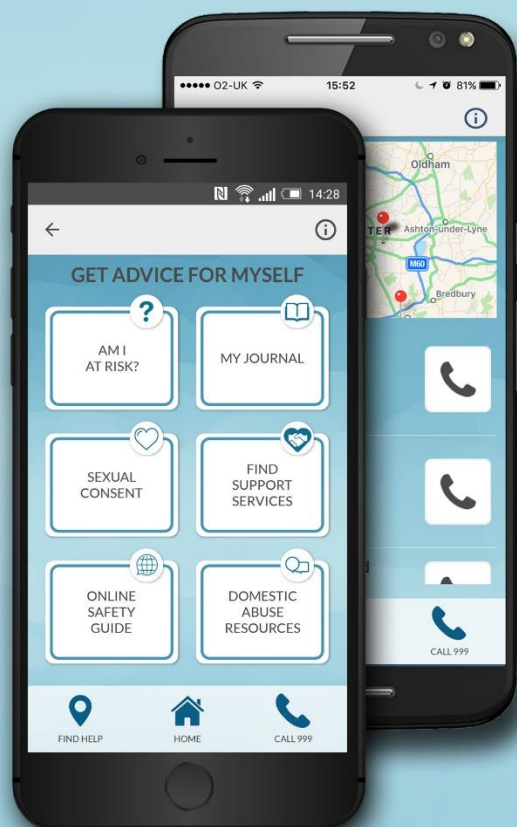 O2-UK
15:52
81%
Oldham
TER
Ashton-under-Lyne
M60
Bredbury
CALL 999
14:28
GET ADVICE FOR MYSELF
AM I
AT RISK?
MY JOURNAL
SEXUAL
CONSENT
FIND
SUPPORT
SERVICES
ONLINE
SAFETY
GUIDE
DOMESTIC
ABUSE
RESOURCES
FIND HELP
HOME
CALL 999